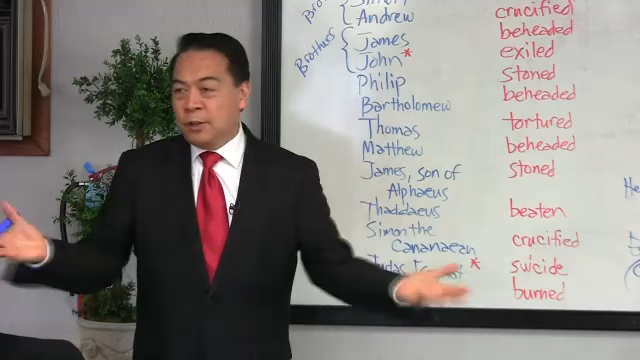 Brothers
Andrew
James
John*
Philip
Bartholomew
Thomas
Matthew
James, son of
Alphaeus
Thaddaeus
Simon the
Cananaean
Judas *
crucified
beheaded
exiled
stoned
beheaded
tortured
beheaded
stoned
beaten
crucified
suicide
burned